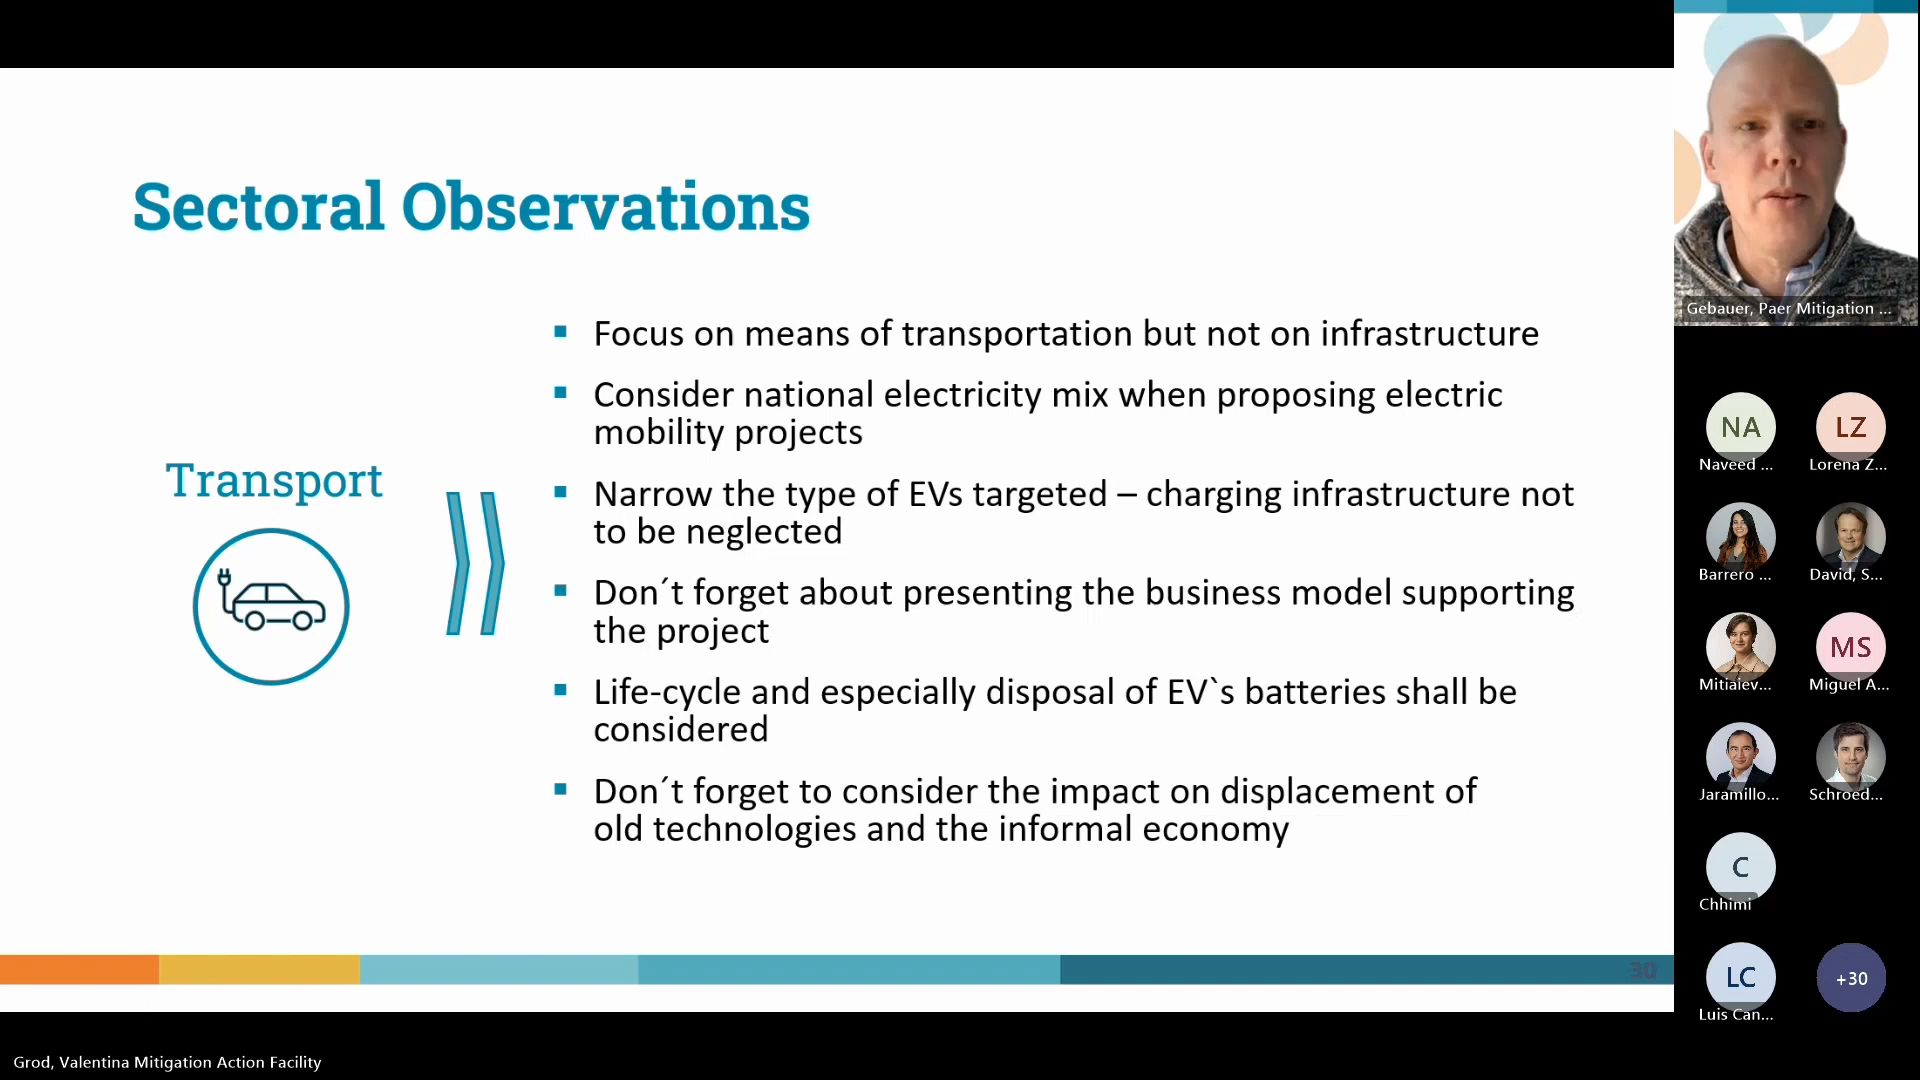 Sectoral Observations
Transport
Focus on means of transportation but not on infrastructure
Consider national electricity mix when proposing electric
mobility projects
Narrow the type of EVs targeted – charging infrastructure not
to be neglected
Don´t forget about presenting the business model supporting
the project
Life-cycle and especially disposal of EV`s batteries shall be
considered
Don´t forget to consider the impact on displacement of
old technologies and the informal economy
30
Gebauer, Paer Mitigation ...
NA
Naveed ...
LZ
Lorena Z...
Barrero ...
David, S...
Mitiaiev...
MS
Miguel A...
Jaramillo...
Schroed...
C
Chhimi
LC
Luis Can...
+30
Grod, Valentina Mitigation Action Facility